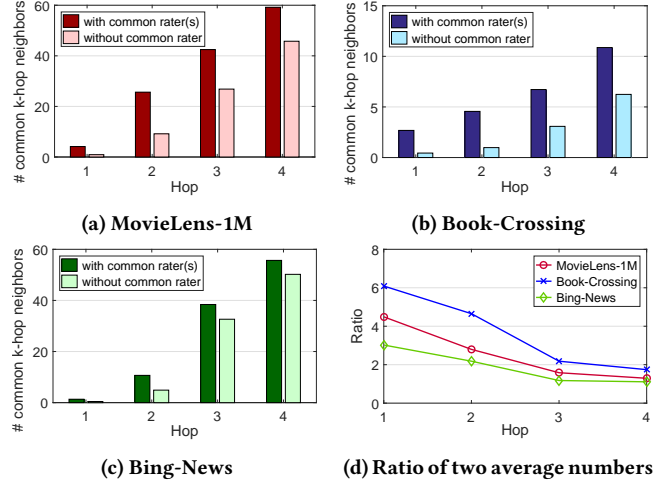 # common k-hop neighbors
60
40
20
0
with common rater(s)
without common rater
1 2 3 4
Hop
(a) MovieLens-1M
# common k-hop neighbors
15
10
5
0
with common rater(s)
without common rater
1 2 3 4
Hop
(b) Book-Crossing
# common k-hop neighbors
60
40
20
0
with common rater(s)
without common rater
1 2 3 4
Hop
(c) Bing-News
Ratio
8
6
4
2
0
MovieLens-1M
Book-Crossing
Bing-News
1 2 3 4
Hop
(d) Ratio of two average numbers